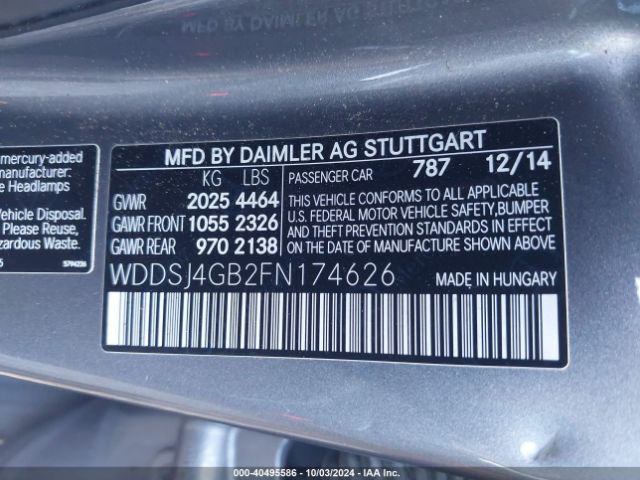 MFD BY DAIMLER AG STUTTGART
KG LBS
GVWR 2025 4464
GAWR FRONT 1055 2326
GAWR REAR 970 2138
PASSENGER CAR 787 12/14
THIS VEHICLE CONFORMS TO ALL APPLICABLE
U.S. FEDERAL MOTOR VEHICLE SAFETY, BUMPER
AND THEFT PREVENTION STANDARDS IN EFFECT
ON THE DATE OF MANUFACTURE SHOWN ABOVE
WDDSJ4GB2FN174626
MADE IN HUNGARY
mercury-added
manufacturer:
Headlamps
Vehicle Disposal.
Please Reuse,
Hazardous Waste.
000-40495586 - 10/03/2024 - IAA Inc.